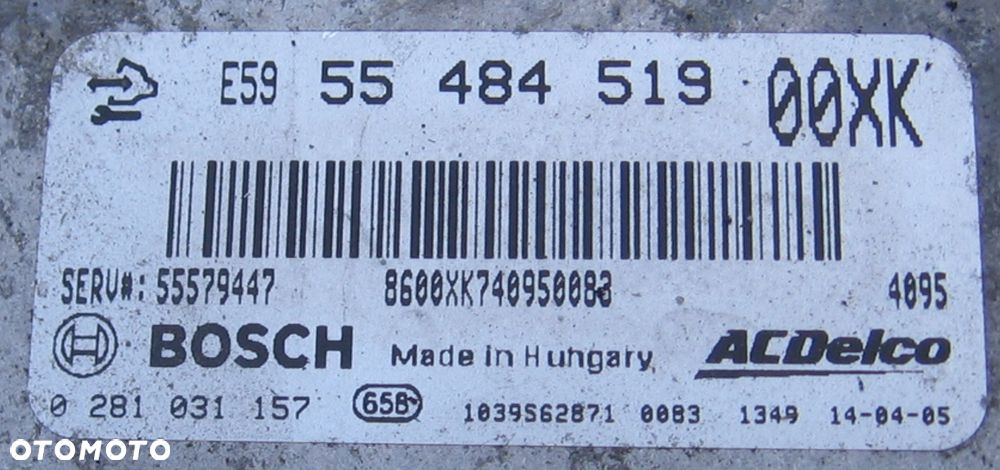 E59 55 484 519 00XK
SERV#: 55579447 8600XK740950083 4095
BOSCH Made in Hungary ACDelco
0 281 031 157 658 1039S62871 0083 1349 14-04-05
OTOMOTO